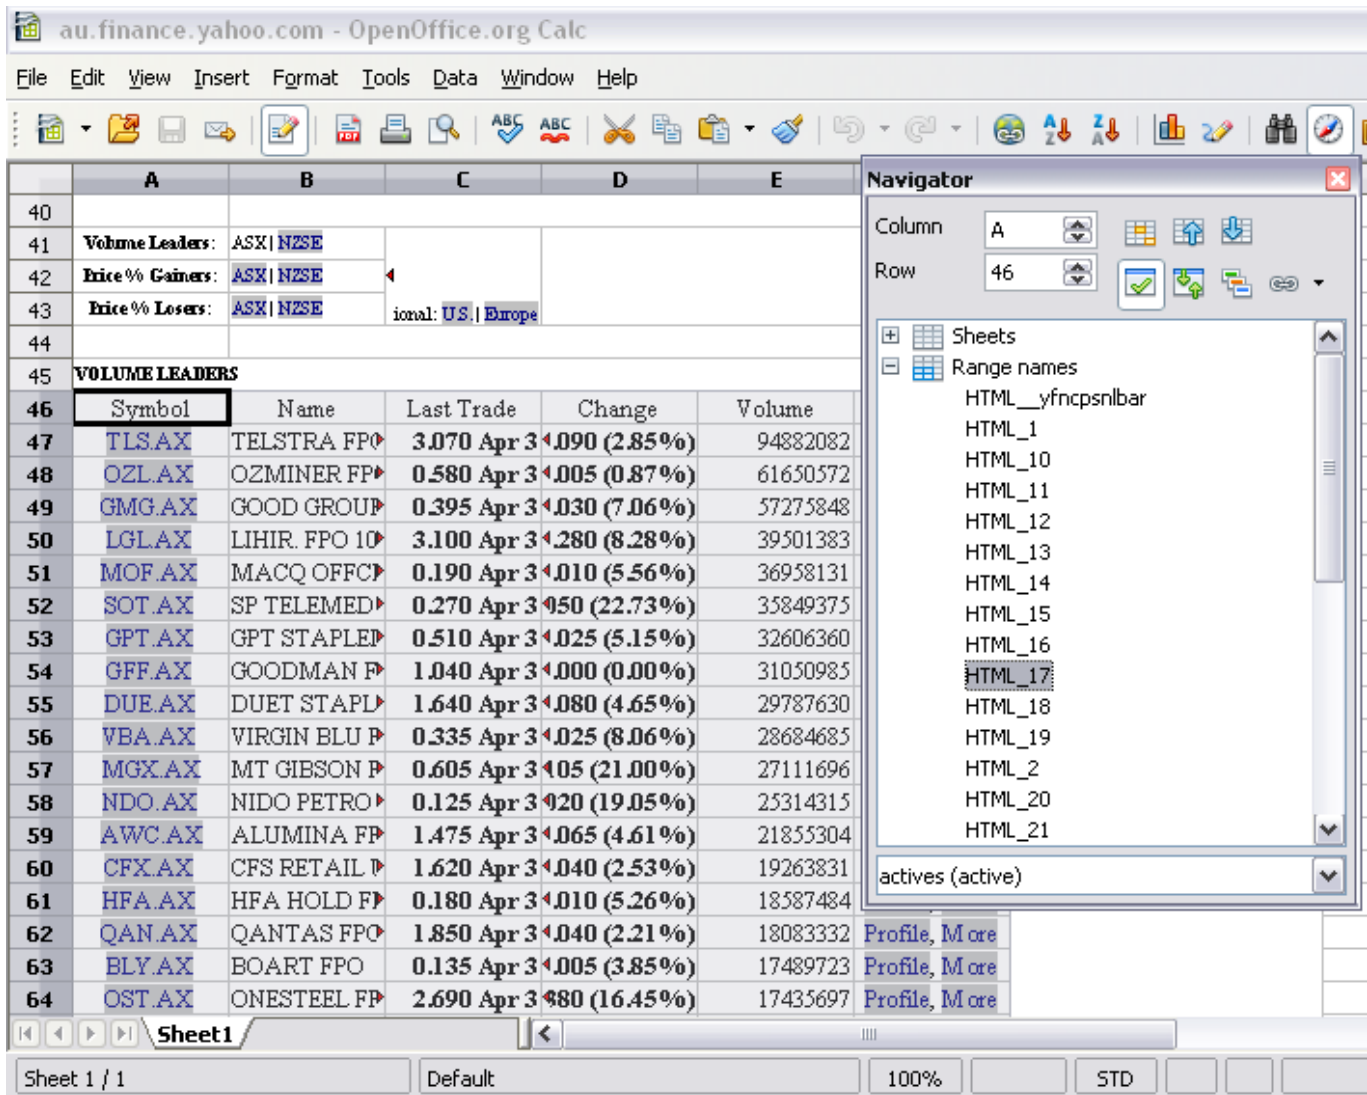 au.finance.yahoo.com - OpenOffice.org Calc
File Edit View Insert Format Tools Data Window Help
A B C D E
Navigator
Column A
Row 46
Sheets
Range names
HTML__yfncpsnlbar
HTML_1
HTML_10
HTML_11
HTML_12
HTML_13
HTML_14
HTML_15
HTML_16
HTML_17
HTML_18
HTML_19
HTML_2
HTML_20
HTML_21
actives (active)
40
41 Volume Leaders: ASX | NZSE
42 Price % Gainers: ASX | NZSE
43 Price % Losers: ASX | NZSE ional: U.S. | Europe
44
45 VOLUME LEADERS
46 Symbol Name Last Trade Change Volume
47 TLS.AX TELSTRA FPO 3.070 Apr 3 .090 (2.85%) 94882082
48 OZL.AX OZMINER FP 0.580 Apr 3 .005 (0.87%) 61650572
49 GMG.AX GOOD GROUP 0.395 Apr 3 .030 (7.06%) 57275848
50 LGL.AX LIHIR. FPO 10 3.100 Apr 3 .280 (8.28%) 39501383
51 MOF.AX MACQ OFFC 0.190 Apr 3 .010 (5.56%) 36958131
52 SOT.AX SP TELEMED 0.270 Apr 3 050 (22.73%) 35849375
53 GPT.AX GPT STAPLE 0.510 Apr 3 .025 (5.15%) 32606360
54 GFF.AX GOODMAN F 1.040 Apr 3 .000 (0.00%) 31050985
55 DUE.AX DUET STAPL 1.640 Apr 3 .080 (4.65%) 29787630
56 VBA.AX VIRGIN BLU F 0.335 Apr 3 .025 (8.06%) 28684685
57 MGX.AX MT GIBSON F 0.605 Apr 3 105 (21.00%) 27111696
58 NDO.AX NIDO PETRO 0.125 Apr 3 020 (19.05%) 25314315
59 AWC.AX ALUMINA FP 1.475 Apr 3 .065 (4.61%) 21855304
60 CFX.AX CFS RETAIL 1.620 Apr 3 .040 (2.53%) 19263831
61 HFA.AX HFA HOLD F 0.180 Apr 3 .010 (5.26%) 18587484
62 QAN.AX QANTAS FPO 1.850 Apr 3 .040 (2.21%) 18083332 Profile, More
63 BLY.AX BOART FPO 0.135 Apr 3 .005 (3.85%) 17489723 Profile, More
64 OST.AX ONESTEEL FP 2.690 Apr 3 380 (16.45%) 17435697 Profile, More
Sheet1
Sheet 1 / 1 Default 100% STD